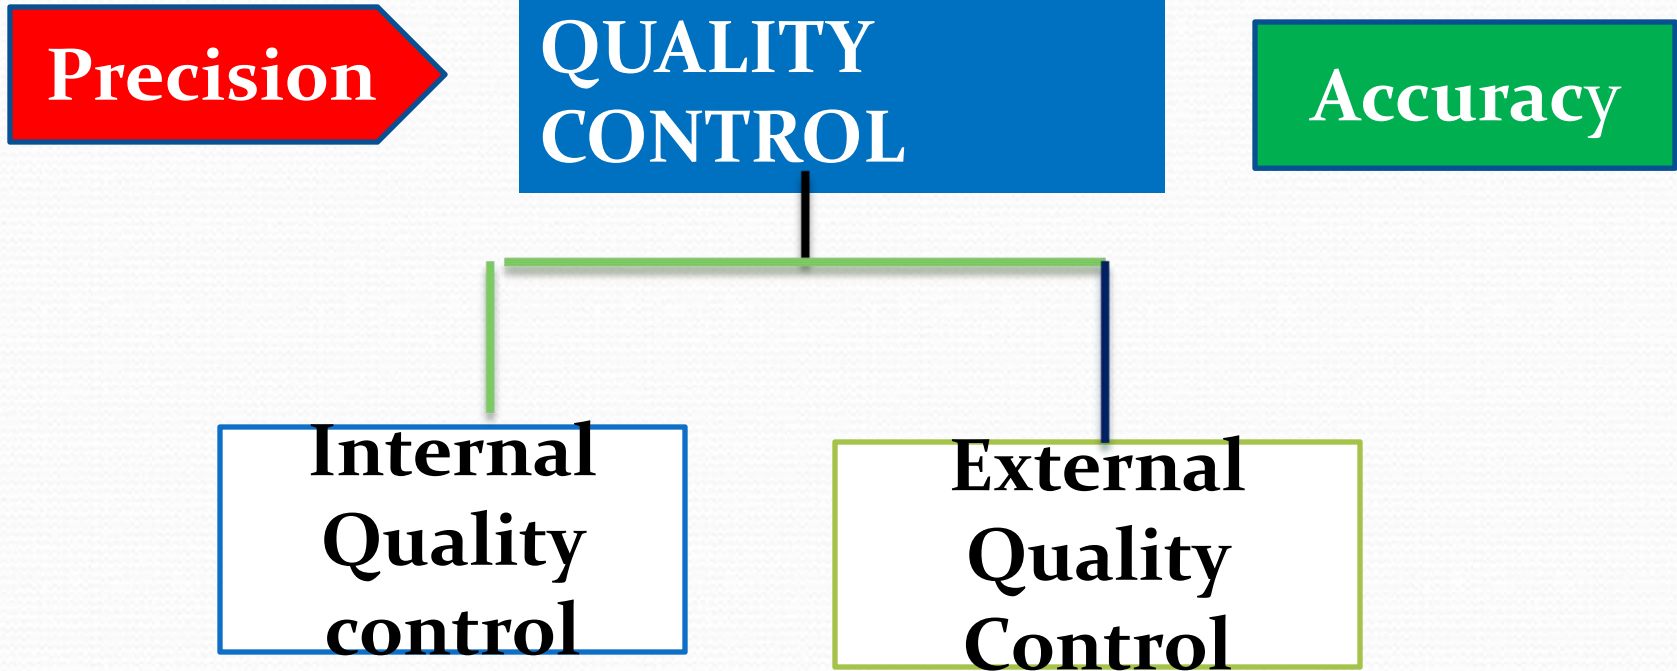 Precision
QUALITY
CONTROL
Accuracy
Internal
Quality
control
External
Quality
Control